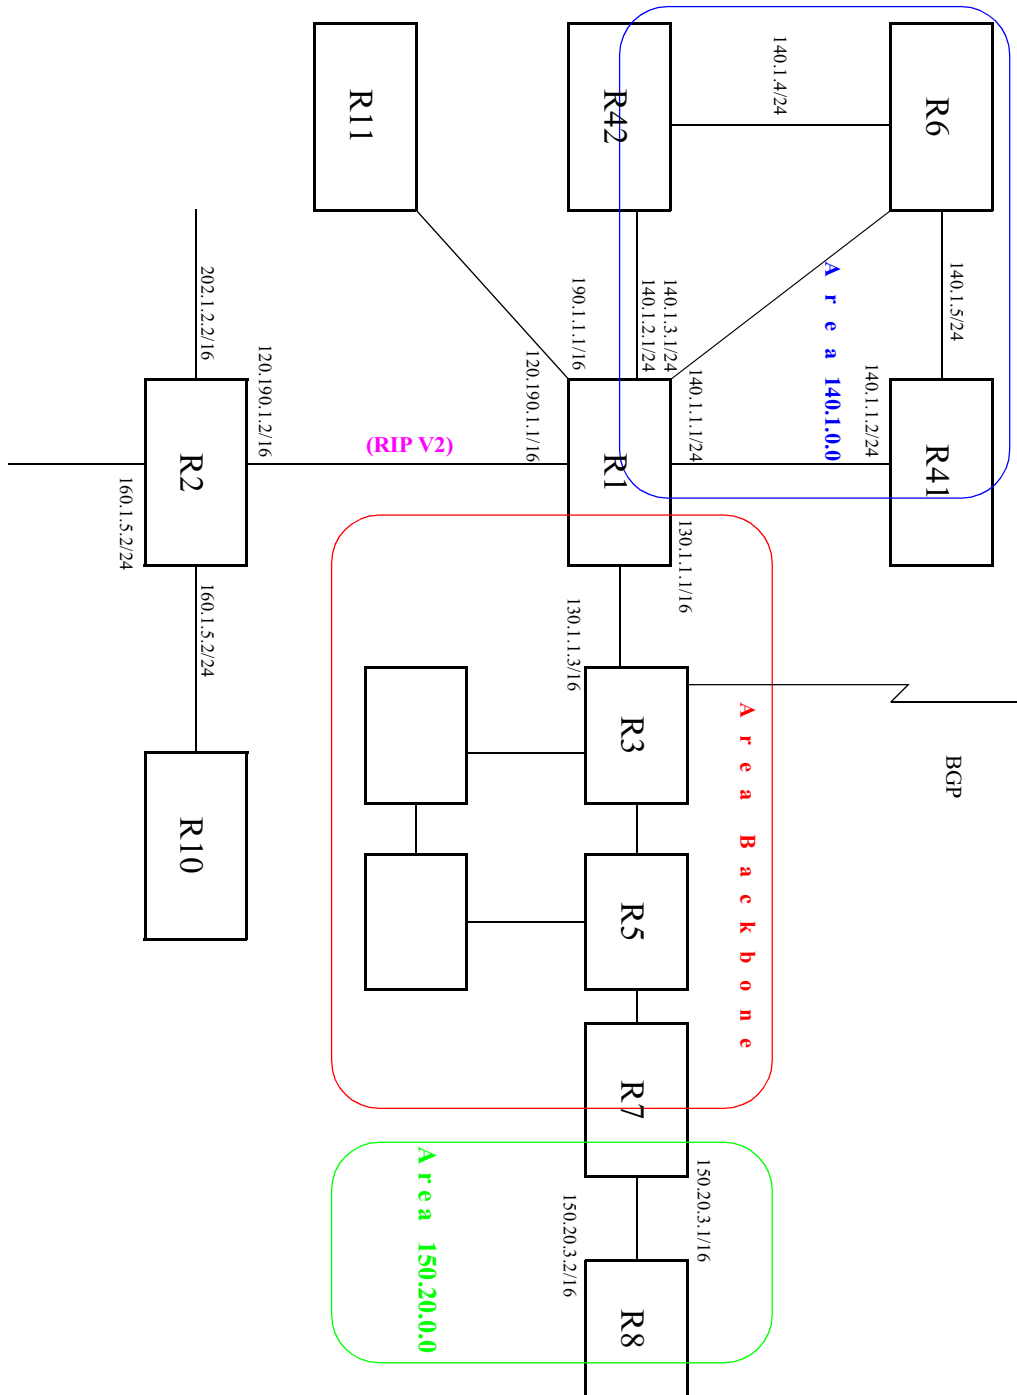 R11
R42
R6
140.1.4/24
140.1.5/24
Area 140.1.0.0
202.1.2.2/16
190.1.1.1/16
140.1.2.1/24
140.1.3.1/24
120.190.1.2/16
120.190.1.1/16
140.1.1.1/24
140.1.1.2/24
(RIP V2)
R2
R1
R41
160.1.5.2/24
160.1.5.2/24
130.1.1.1/16
130.1.1.3/16
R3
Area Backbone
BGP
R10
R5
R7
Area 150.20.0.0
150.20.3.1/16
150.20.3.2/16
R8